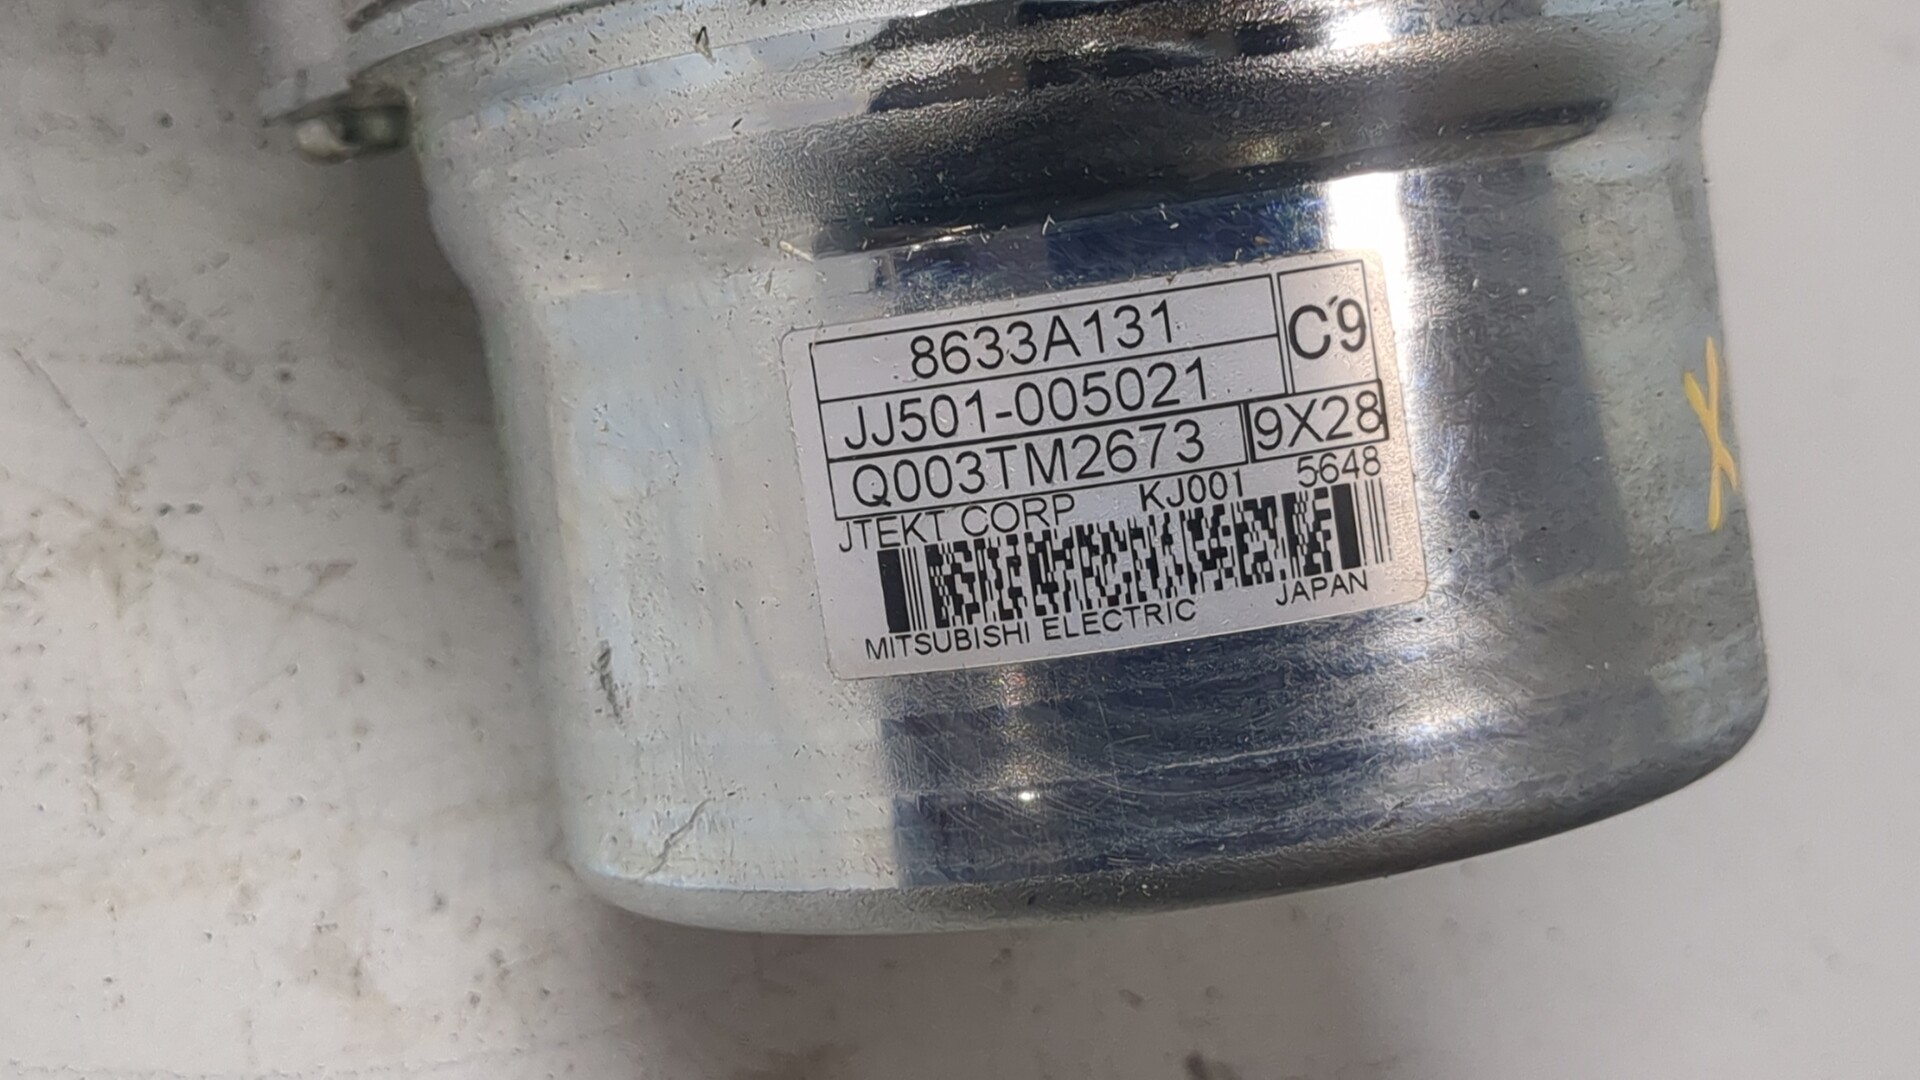 8633A131 C9
JJ501-005021
Q003TM2673 9X28
JTEKT CORP KJ001 5648
MITSUBISHI ELECTRIC JAPAN
X